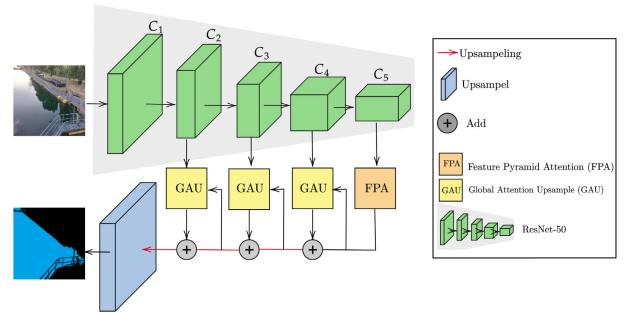 C1
C2
C3
C4
C5
GAU
GAU
GAU
FPA
+
+
+
Upsampeling
Upsampel
+
Add
FPA
Feature Pyramid Attention (FPA)
GAU
Global Attention Upsample (GAU)
ResNet-50